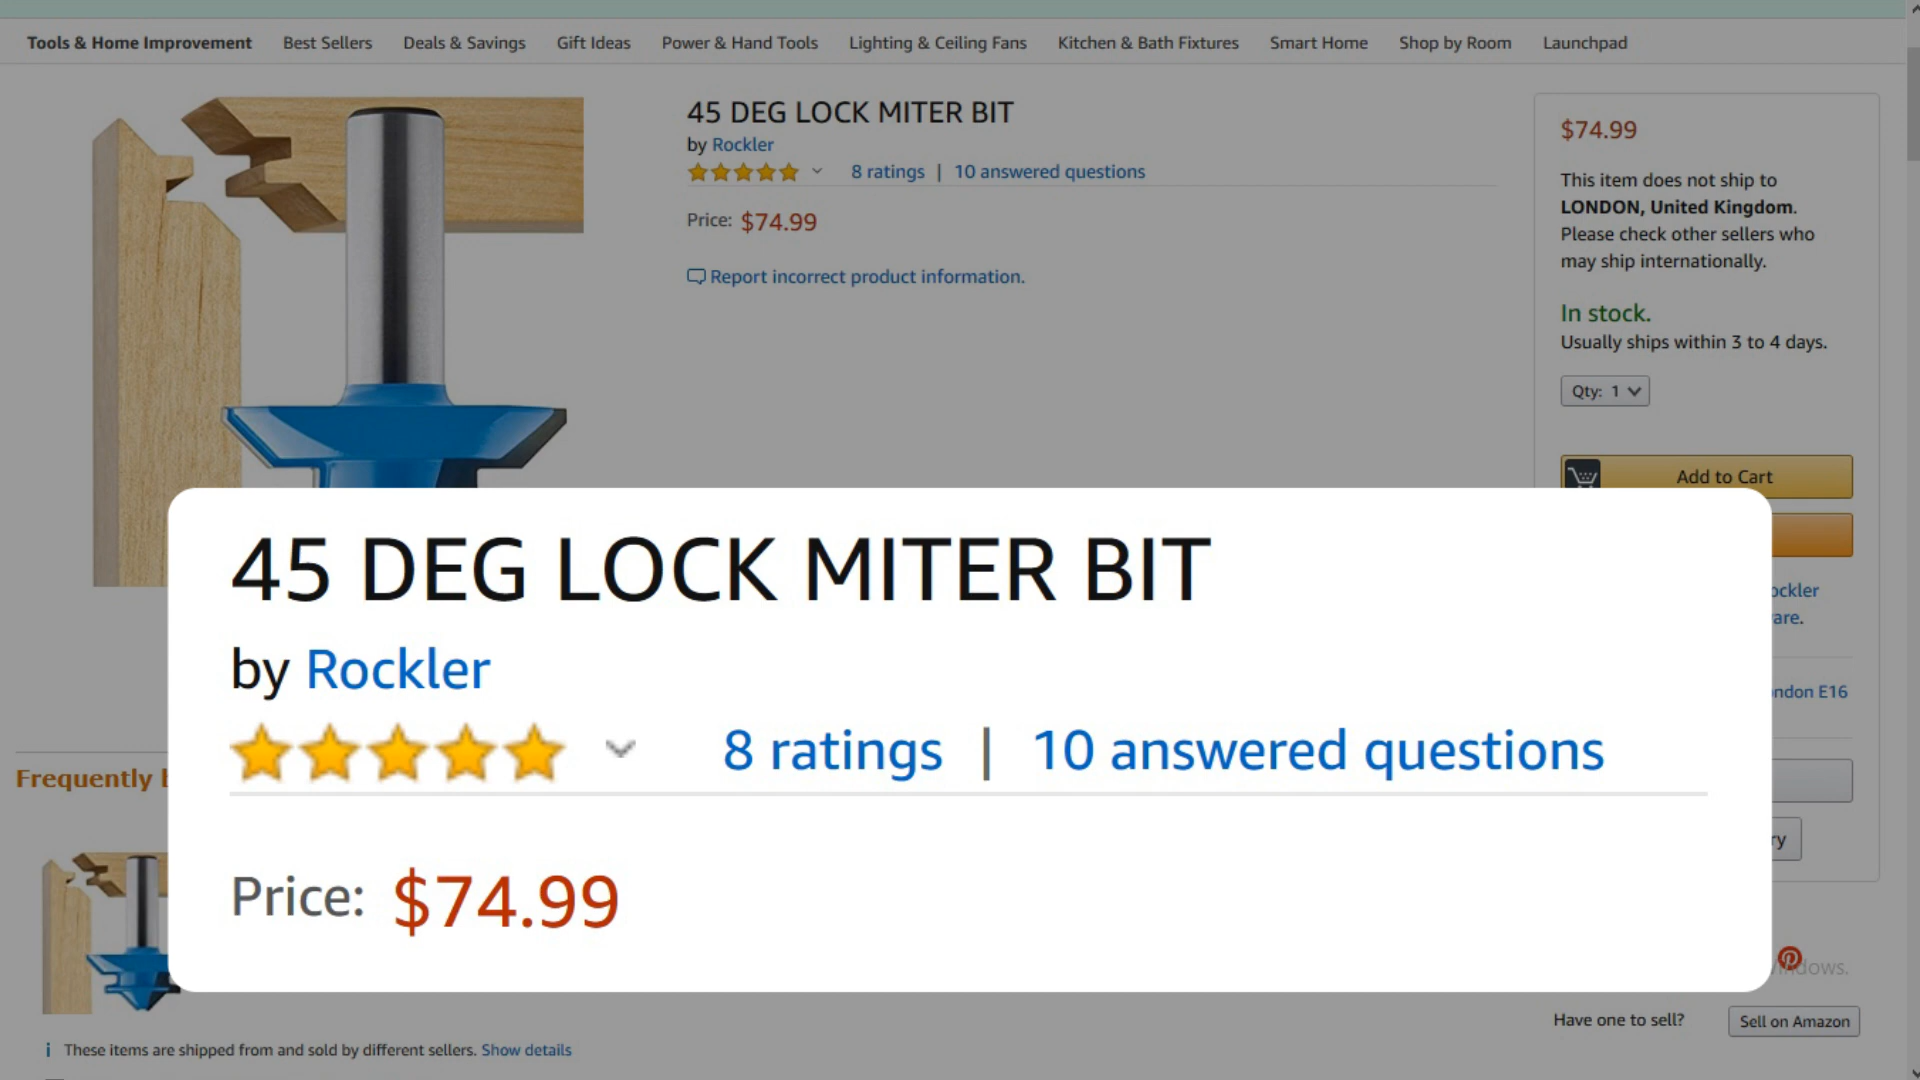 Tools & Home Improvement Best Sellers Deals & Savings Gift Ideas Power & Hand Tools Lighting & Ceiling Fans Kitchen & Bath Fixtures Smart Home Shop by Room Launchpad
45 DEG LOCK MITER BIT
by Rockler
8 ratings | 10 answered questions
Price: $74.99
Report incorrect product information.
$74.99
This item does not ship to
LONDON, United Kingdom.
Please check other sellers who
may ship internationally.
In stock.
Usually ships within 3 to 4 days.
Qty: 1
Add to Cart
45 DEG LOCK MITER BIT
by Rockler
8 ratings | 10 answered questions
Price: $74.99
Frequently
E16
Have one to sell?
Sell on Amazon
i These items are shipped from and sold by different sellers. Show details